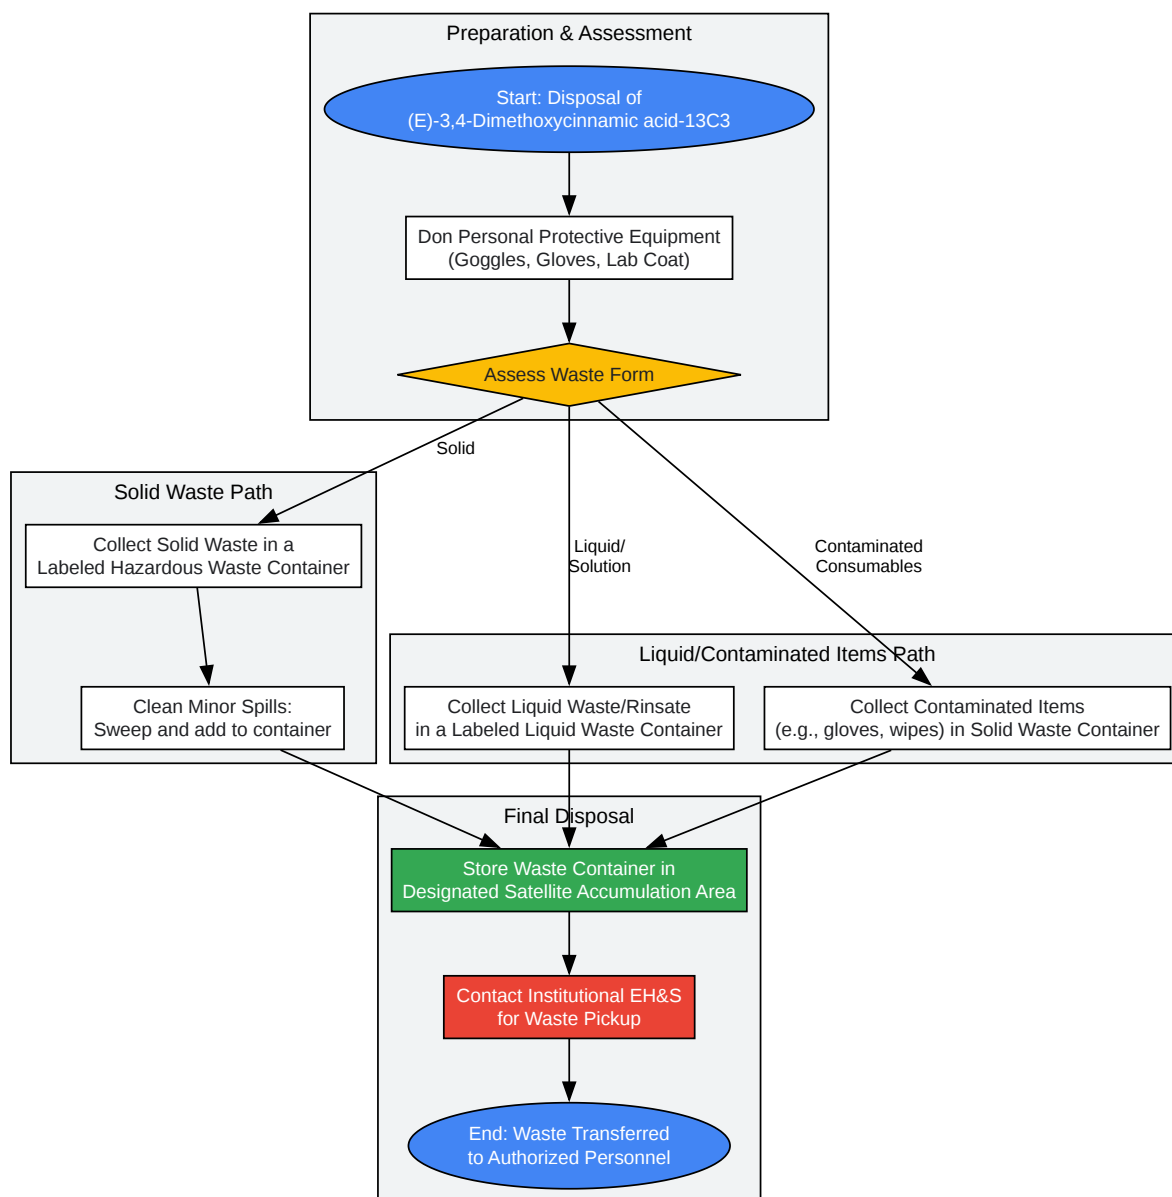 Preparation & Assessment
Start: Disposal of
(E)-3,4-Dimethoxycinnamic acid-13C3
Don Personal Protective Equipment
(Goggles, Gloves, Lab Coat)
Assess Waste Form
Solid
Liquid/
Solution
Contaminated
Consumables
Solid Waste Path
Collect Solid Waste in a
Labeled Hazardous Waste Container
Clean Minor Spills:
Sweep and add to container
Liquid/Contaminated Items Path
Collect Liquid Waste/Rinsate
in a Labeled Liquid Waste Container
Collect Contaminated Items
(e.g., gloves, wipes) in Solid Waste Container
Final Disposal
Store Waste Container in
Designated Satellite Accumulation Area
Contact Institutional EH&S
for Waste Pickup
End: Waste Transferred
to Authorized Personnel